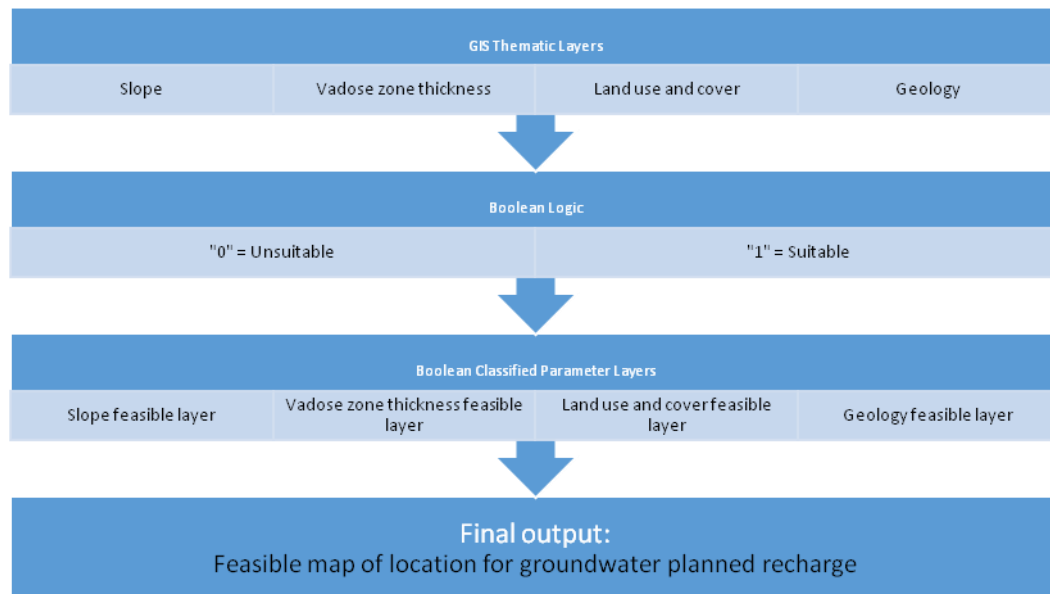 GIS Thematic Layers
Slope
Vadose zone thickness
Land use and cover
Geology
Boolean Logic
"0" = Unsuitable
"1" = Suitable
Boolean Classified Parameter Layers
Slope feasible layer
Vadose zone thickness feasible
layer
Land use and cover feasible
layer
Geology feasible layer
Final output:
Feasible map of location for groundwater planned recharge